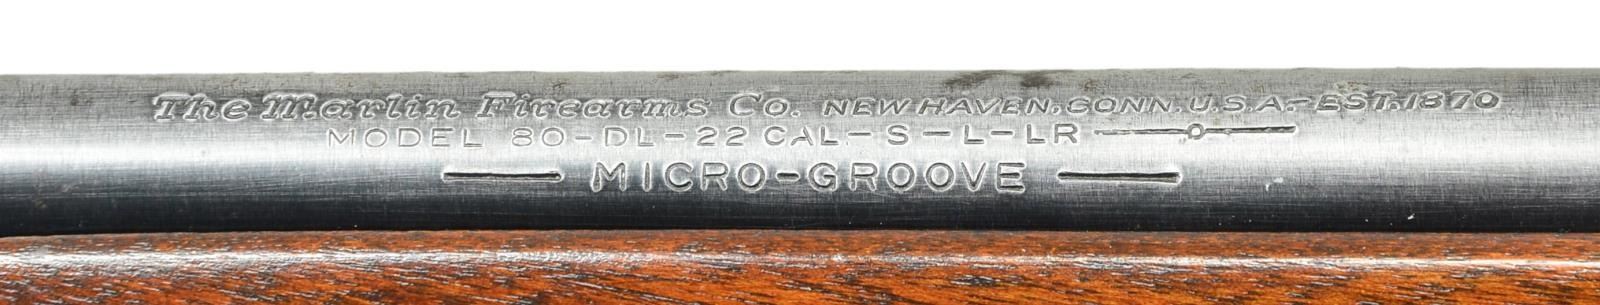 The Marlin Firearms Co. NEW HAVEN, CONN. U.S.A.-EST.1870
MODEL 80-DL-22 CAL-S-L-LR
MICRO-GROOVE